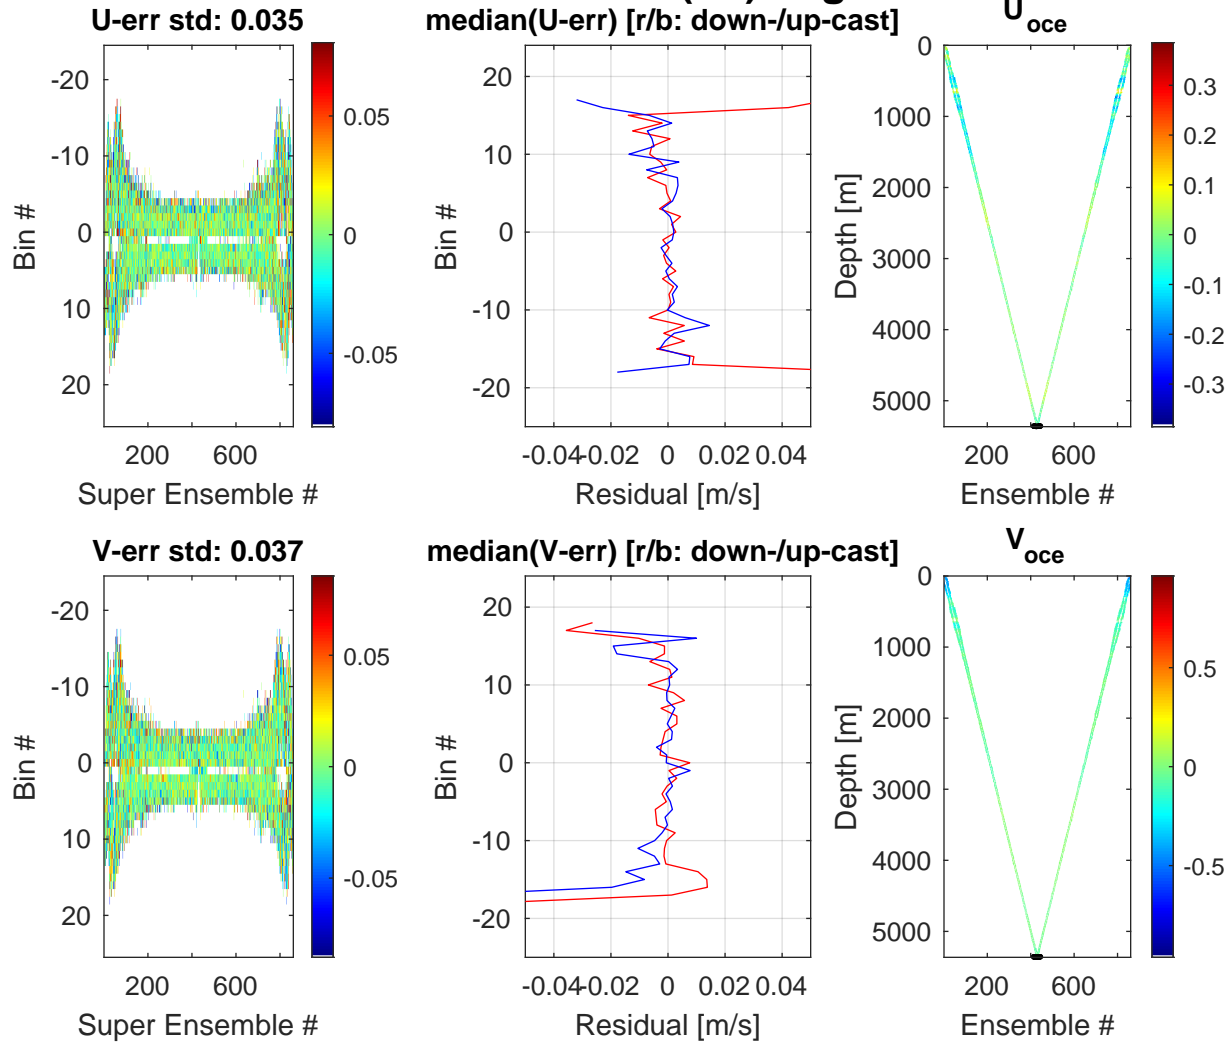 U-err std: 0.035
-20
-10
0
10
20
Bin #
200 600
Super Ensemble #
0.05
0
-0.05
median(U-err) [r/b: down-/up-cast]
20
10
0
-10
-20
Bin #
-0.04 -0.02 0 0.02 0.04
Residual [m/s]
U_oce
0
1000
2000
3000
4000
5000
Depth [m]
200 600
Ensemble #
0.3
0.2
0.1
0
-0.1
-0.2
-0.3
V-err std: 0.037
-20
-10
0
10
20
Bin #
200 600
Super Ensemble #
0.05
0
-0.05
median(V-err) [r/b: down-/up-cast]
20
10
0
-10
-20
Bin #
-0.04 -0.02 0 0.02 0.04
Residual [m/s]
V_oce
0
1000
2000
3000
4000
5000
Depth [m]
200 600
Ensemble #
0.5
0
-0.5